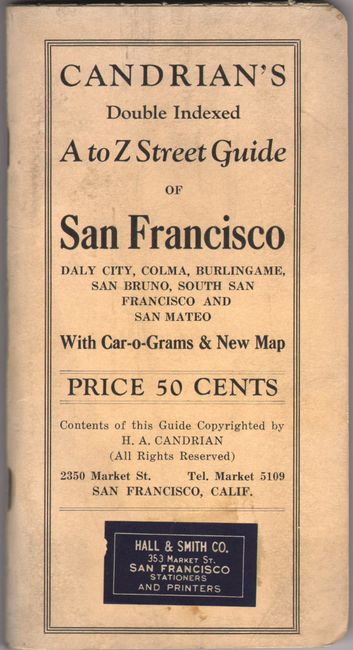 CANDRIAN'S
Double Indexed
A to Z Street Guide
OF
San Francisco
DALY CITY, COLMA, BURLINGAME,
SAN BRUNO, SOUTH SAN
FRANCISCO AND
SAN MATEO
With Car-o-Grams & New Map
PRICE 50 CENTS
Contents of this Guide Copyrighted by
H. A. CANDRIAN
(All Rights Reserved)
2350 Market St. Tel. Market 5109
SAN FRANCISCO, CALIF.
HALL & SMITH CO.
353 MARKET ST.
SAN FRANCISCO
STATIONERS
AND PRINTERS